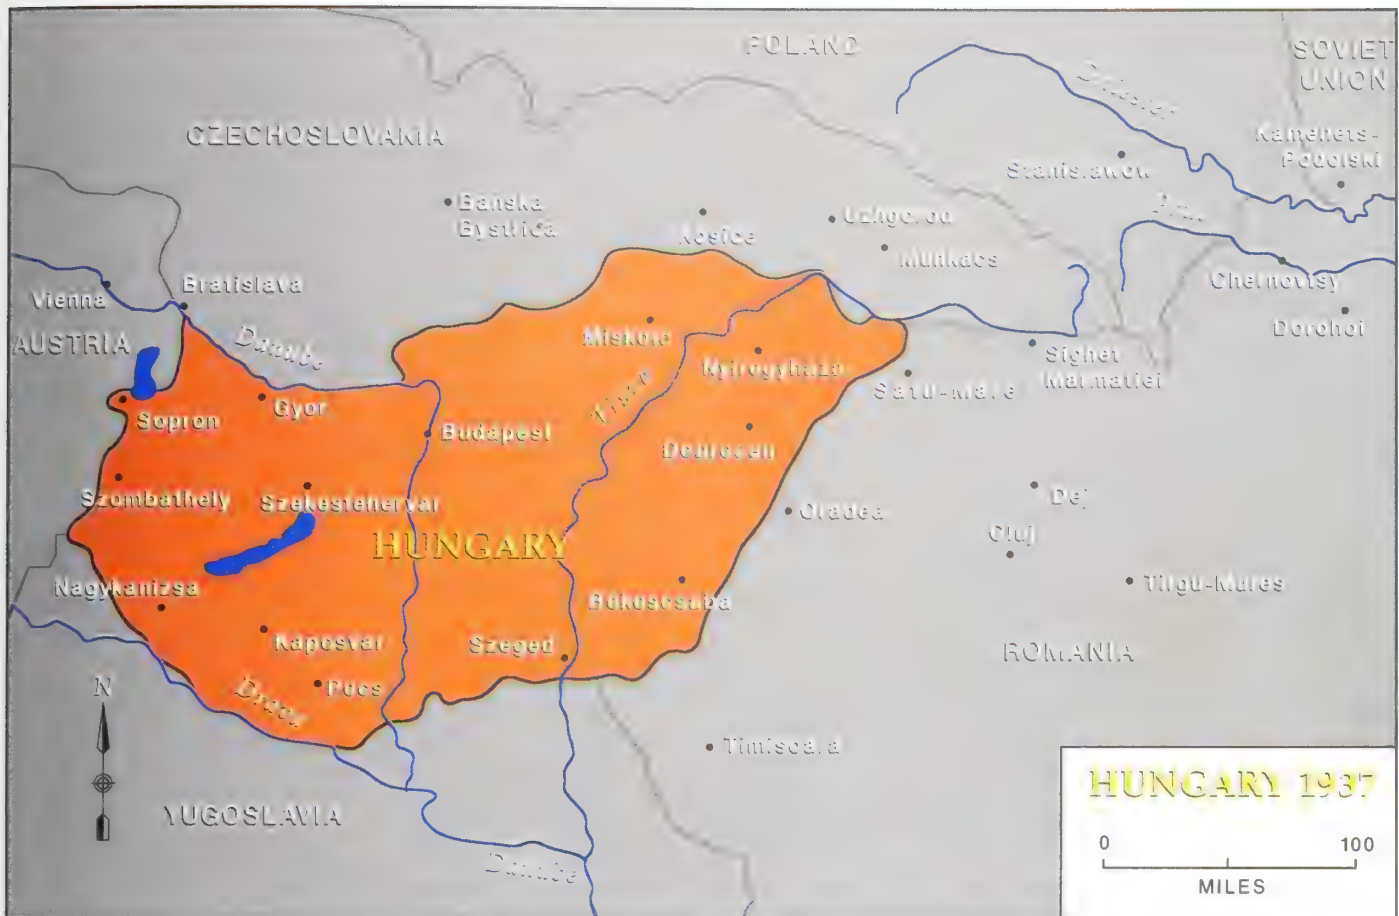 POLAND
SOVIET
UNION
Dniester
CZECHOSLOVAKIA
Kamenets-
Podolski
Stanislawow
Banska
Bystrica
Kosice
Uzhgorod
Prut
Munkacs
Chernovtsy
Vienna
Bratislava
Dorohoi
AUSTRIA
Danube
Miskolc
Sighet
Marmatiei
Nyiregyhaza
Satu-Mare
Tisza
Sopron
Gyor
Budapest
Debrecen
Szombathely
Szekesfehervar
Dej
Oradea
HUNGARY
Cluj
Nagykanizsa
Bekescsaba
Tirgu-Mures
Kaposvar
Szeged
ROMANIA
N
Drava
Pecs
Timisoara
HUNGARY 1937
YUGOSLAVIA
0 100
MILES
Danube